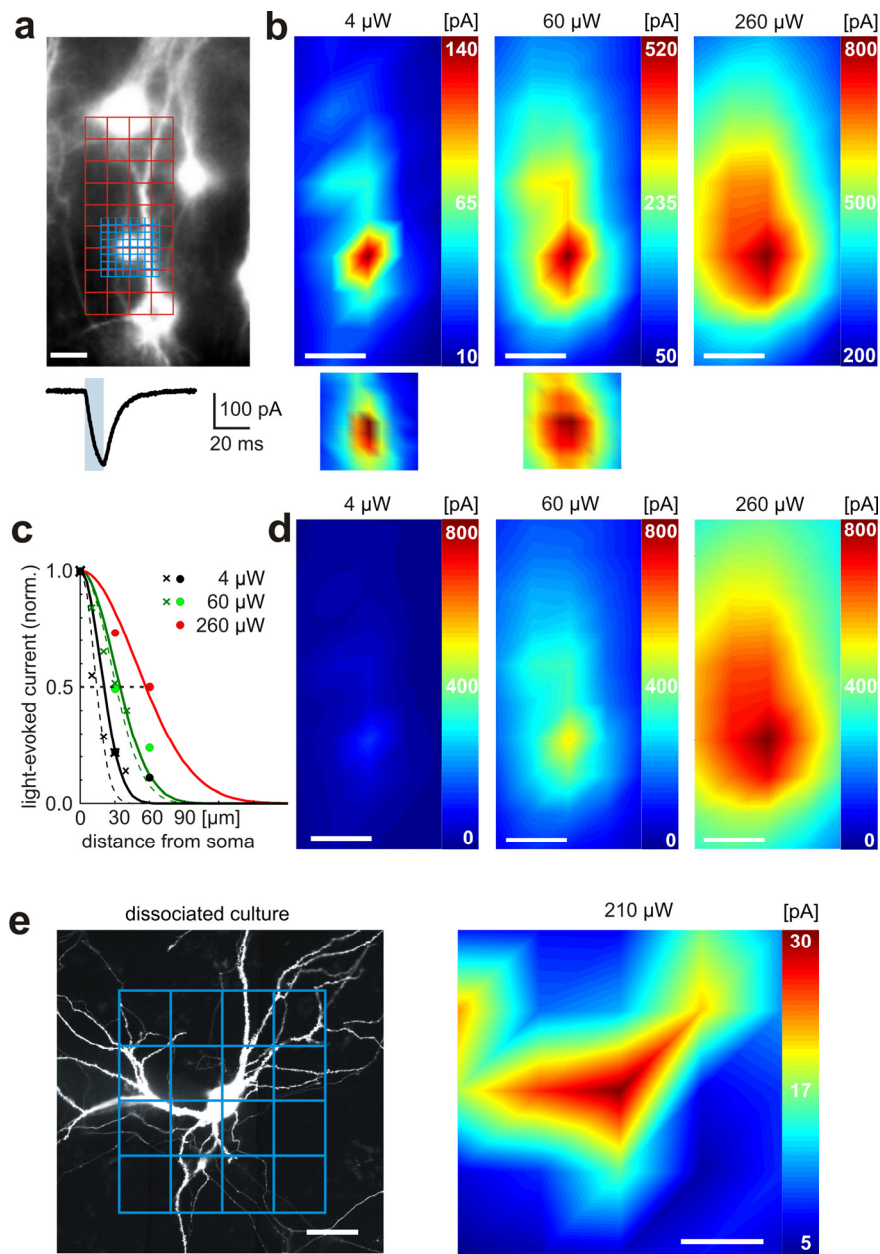 a
b
4 µW [pA]
60 µW [pA]
260 µW [pA]
140
65
10
520
235
50
800
500
200
100 pA
20 ms
c
light-evoked current (norm.)
1.0
0.5
0.0
0 30 60 90 [µm]
distance from soma
4 µW
60 µW
260 µW
d
4 µW [pA]
60 µW [pA]
260 µW [pA]
800
400
0
800
400
0
800
400
0
e
dissociated culture
210 µW
[pA]
30
17
5